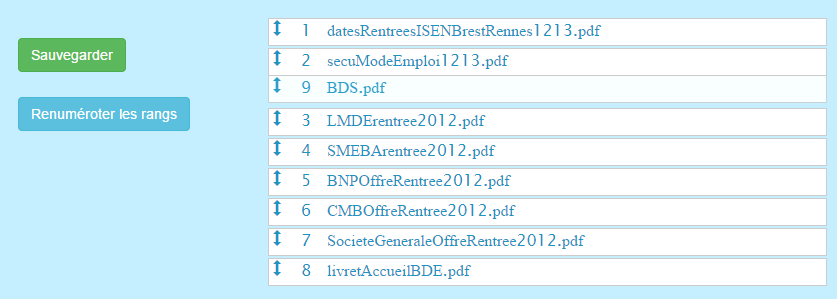 Sauvegarder
Renuméroter les rangs
1 datesRentreesISENBrestRennes1213.pdf
2 secuModeEmploi1213.pdf
9 BDS.pdf
3 LMDErentree2012.pdf
4 SMEBArentree2012.pdf
5 BNPOffreRentree2012.pdf
6 CMBOffreRentree2012.pdf
7 SocieteGeneraleOffreRentree2012.pdf
8 livretAccueilBDE.pdf